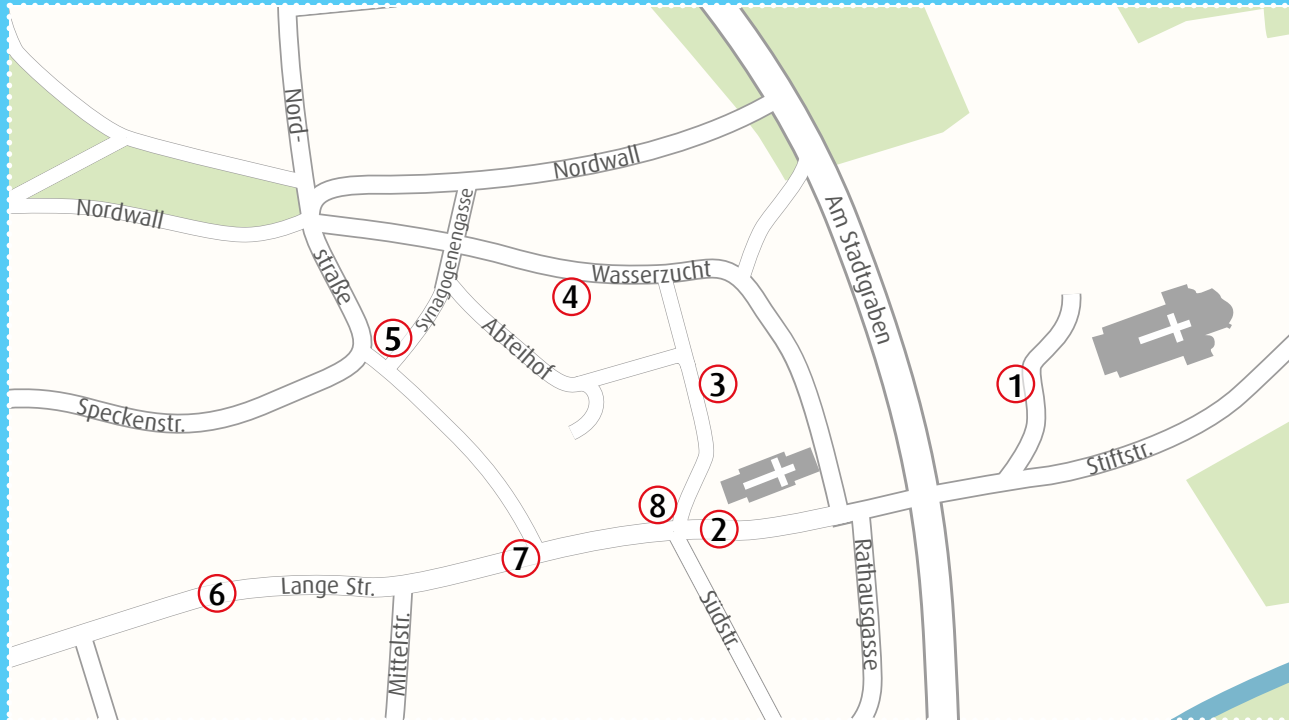 Nord-
Nordwall
Nordwall
Synagogengasse
Am Stadtgraben
straße
Wasserzucht
4
5
Abteihof
3
1
Speckenstr.
Stiftstr.
8
2
7
Rathausgasse
6
Lange Str.
Mittelstr.
Südstr.